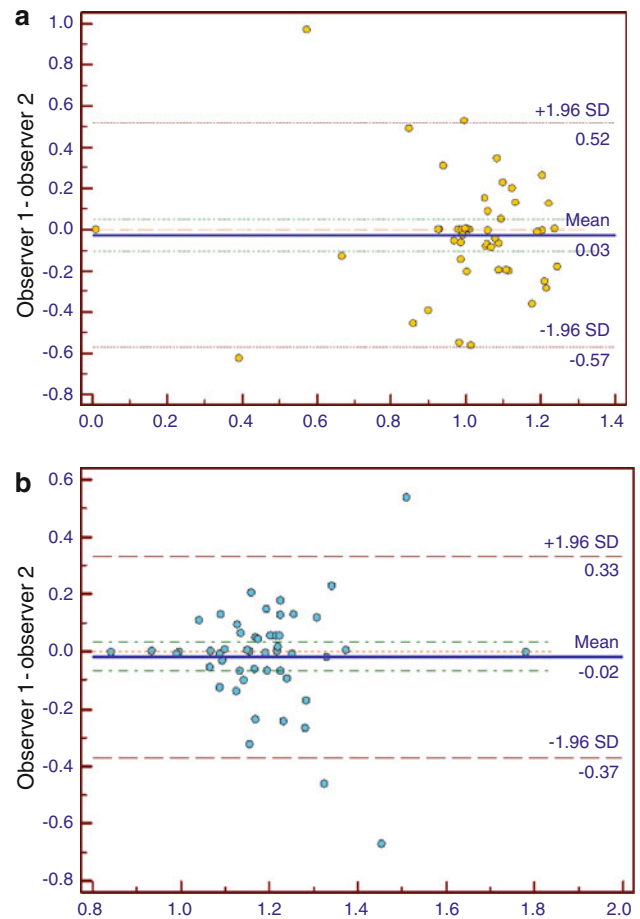 a
1.0
0.8
0.6
0.4
0.2
0.0
-0.2
-0.4
-0.6
-0.8
Observer 1 - observer 2
+1.96 SD
0.52
Mean
0.03
-1.96 SD
-0.57
0.0 0.2 0.4 0.6 0.8 1.0 1.2 1.4
b
0.6
0.4
0.2
0.0
-0.2
-0.4
-0.6
-0.8
Observer 1 - observer 2
+1.96 SD
0.33
Mean
-0.02
-1.96 SD
-0.37
0.8 1.0 1.2 1.4 1.6 1.8 2.0